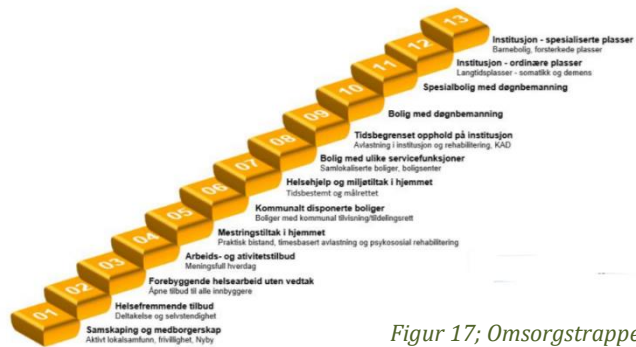 13
Institusjon - spesialiserte plasser
Barnebolig, forsterkede plasser
12
Institusjon - ordinære plasser
Langtidsplasser - somatikk og demens
11
Spesialbolig med døgnbemanning
10
Bolig med døgnbemanning
09
Tidsbegrenset opphold på institusjon
Avlastning i institusjon og rehabilitering, KAD
08
Bolig med ulike servicefunksjoner
Samlokaliserte boliger, boligsenter
07
Helsehjelp og miljøtiltak i hjemmet
Tidsbestemt og målrettet
06
Kommunalt disponerte boliger
Boliger med kommunal tilvisning/tildelingsrett
05
Mestringstiltak i hjemmet
Praktisk bistand, timesbasert avlastning og psykososial rehabilitering
04
Arbeids- og ativitetstilbud
Meningsfull hverdag
03
Forebyggende helsearbeid uten vedtak
Åpne tilbud til alle innbyggere
02
Helsefremmende tilbud
Deltakelse og selvstendighet
01
Samskaping og medborgerskap
Aktivt lokalsamfunn, frivillighet, Nyby
Figur 17; Omsorgstrappe